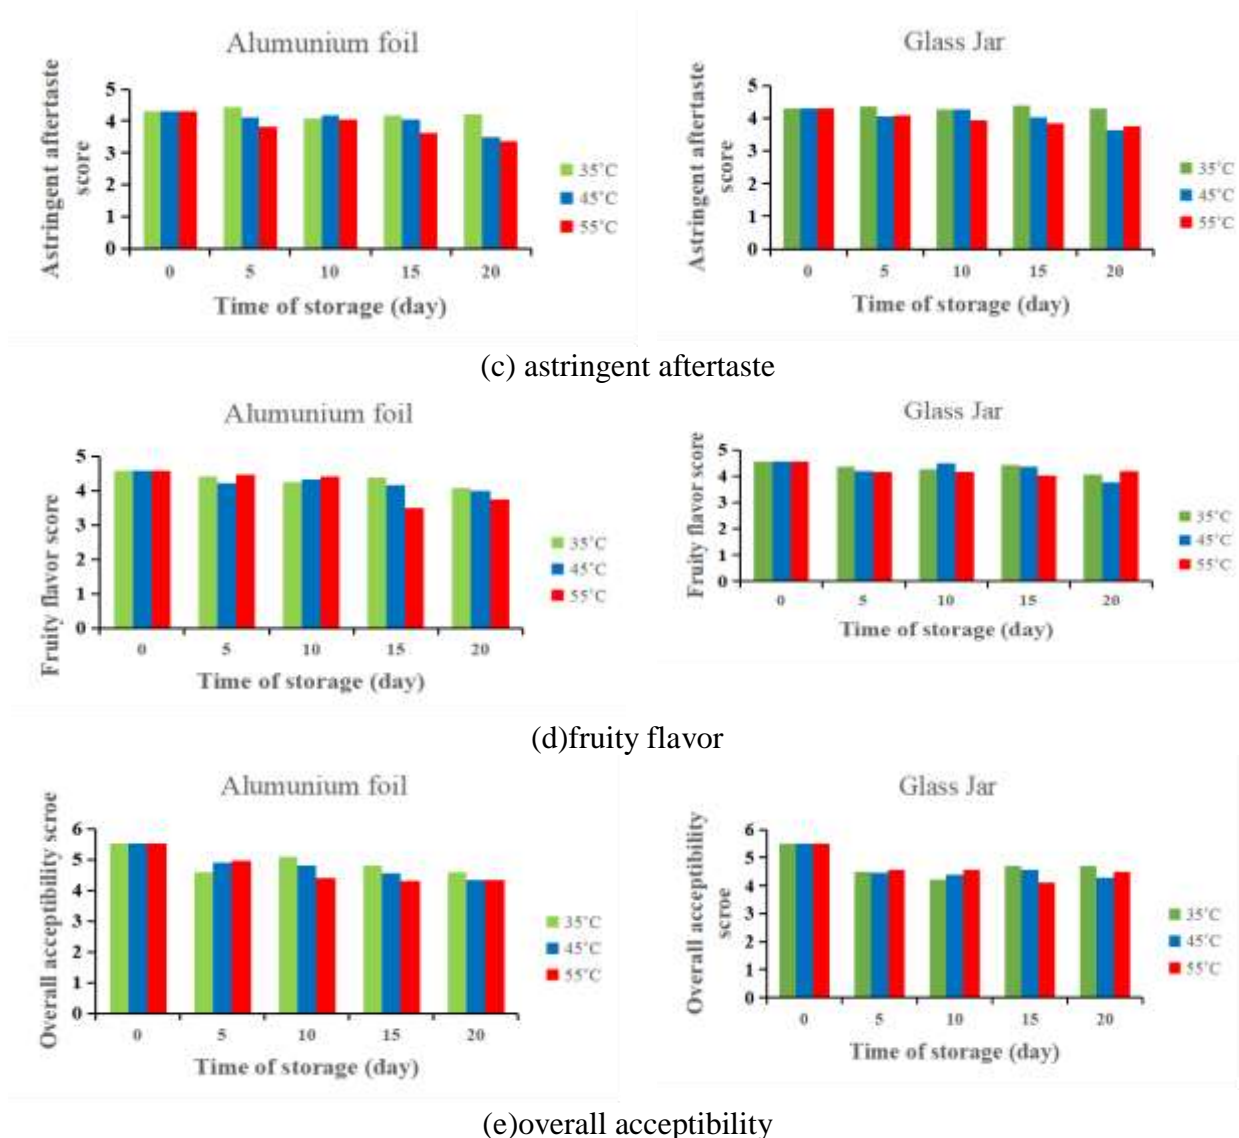 Alumunium foil
Astringent aftertaste
score
5
4
3
2
1
0
0 5 10 15 20
Time of storage (day)
35°C
45°C
55°C
Glass Jar
Astringent aftertaste
score
5
4
3
2
1
0
0 5 10 15 20
Time of storage (day)
35°C
45°C
55°C
(c) astringent aftertaste
Alumunium foil
Fruity flavor score
5
4
3
2
1
0
0 5 10 15 20
Time of storage (day)
35°C
45°C
55°C
Glass Jar
Fruity flavor score
5
4
3
2
1
0
0 5 10 15 20
Time of storage (day)
35°C
45°C
55°C
(d)fruity flavor
Alumunium foil
Overall acceptibility scroe
6
5
4
3
2
1
0
0 5 10 15 20
Time of storage (day)
35°C
45°C
55°C
Glass Jar
Overall acceptibility
scroe
6
5
4
3
2
1
0
0 5 10 15 20
Time of storage (day)
35°C
45°C
55°C
(e)overall acceptibility